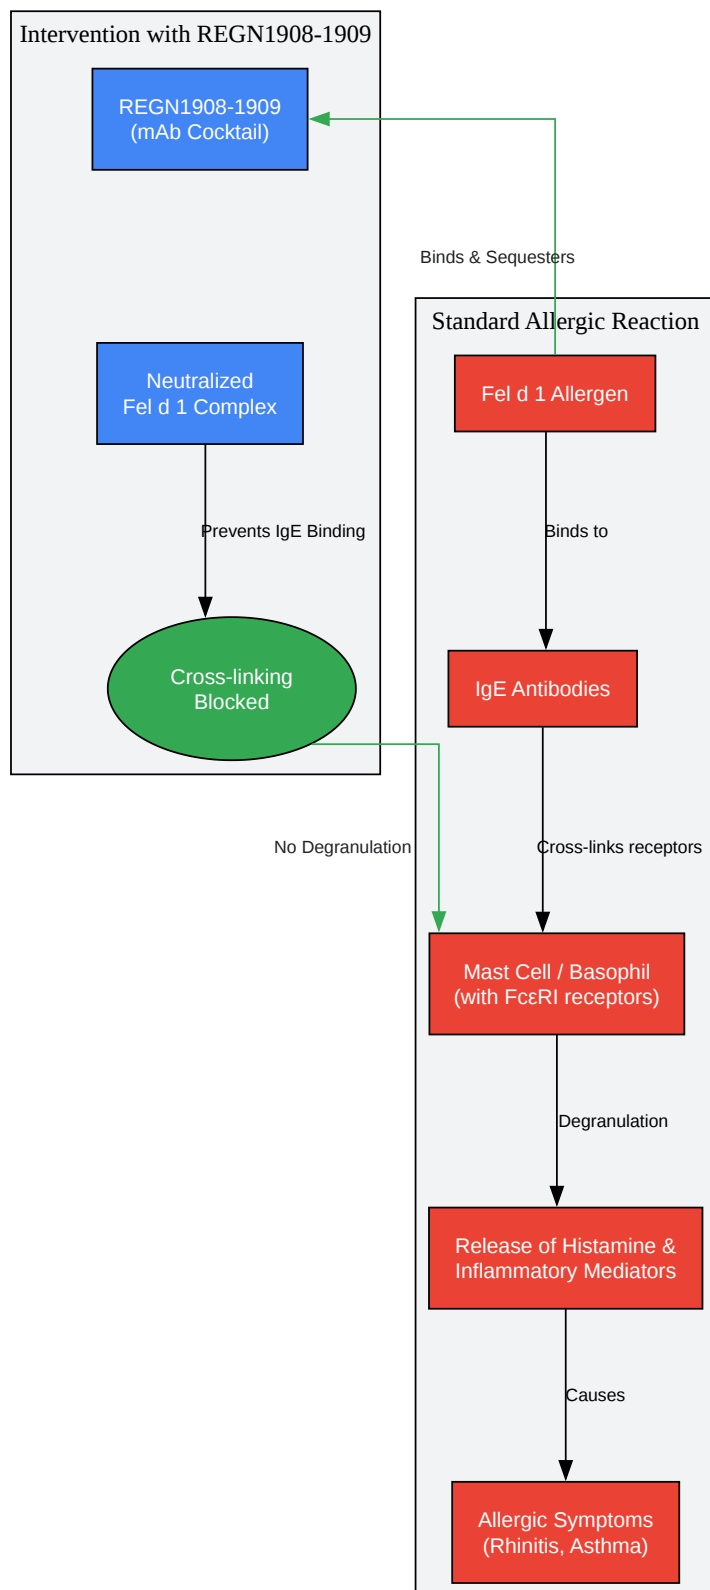 Intervention with REGN1908-1909
REGN1908-1909
(mAb Cocktail)
Binds & Sequesters
Neutralized
Fel d 1 Complex
Prevents IgE Binding
Cross-linking
Blocked
No Degranulation
Standard Allergic Reaction
Fel d 1 Allergen
Binds to
IgE Antibodies
Cross-links receptors
Mast Cell / Basophil
(with FcεRI receptors)
Degranulation
Release of Histamine &
Inflammatory Mediators
Causes
Allergic Symptoms
(Rhinitis, Asthma)